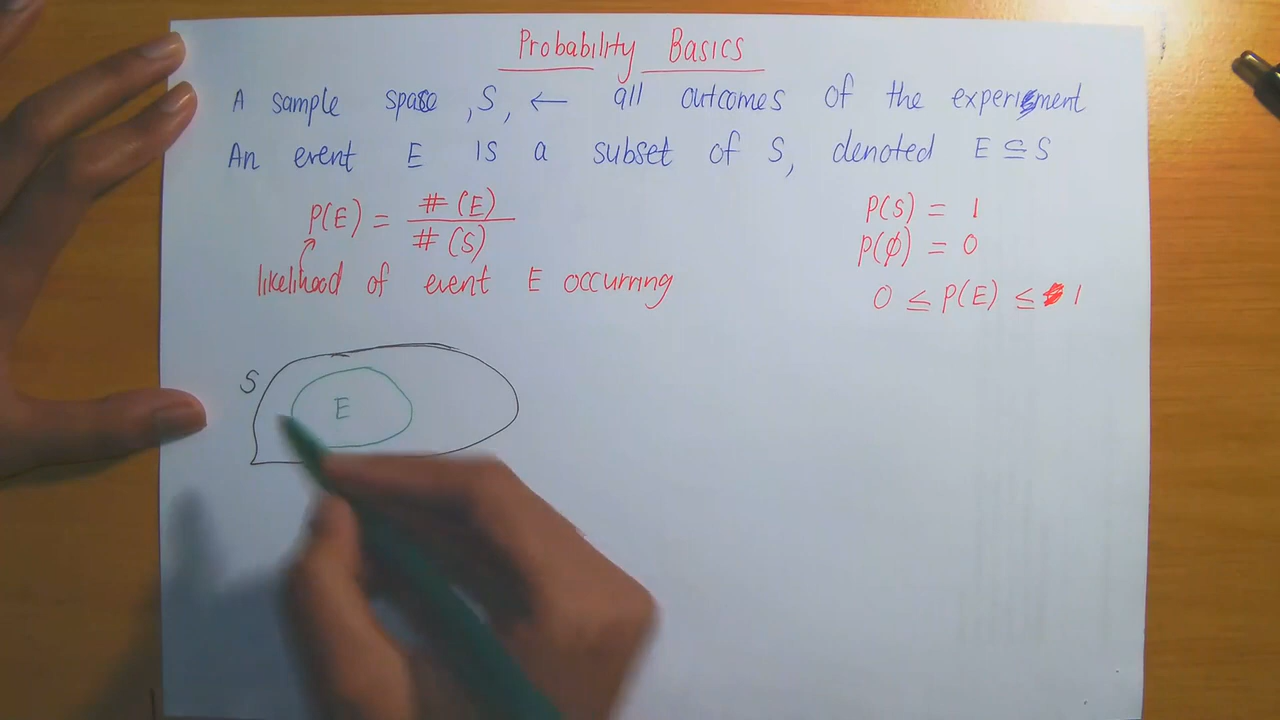 Probability Basics
A sample space, S, ← all outcomes of the experiment
An event E is a subset of S, denoted E ⊆ S
P(E) = #(E) / #(S)
likelihood of event E occurring
P(S) = 1
P(∅) = 0
0 ≤ P(E) ≤ 1
S
E